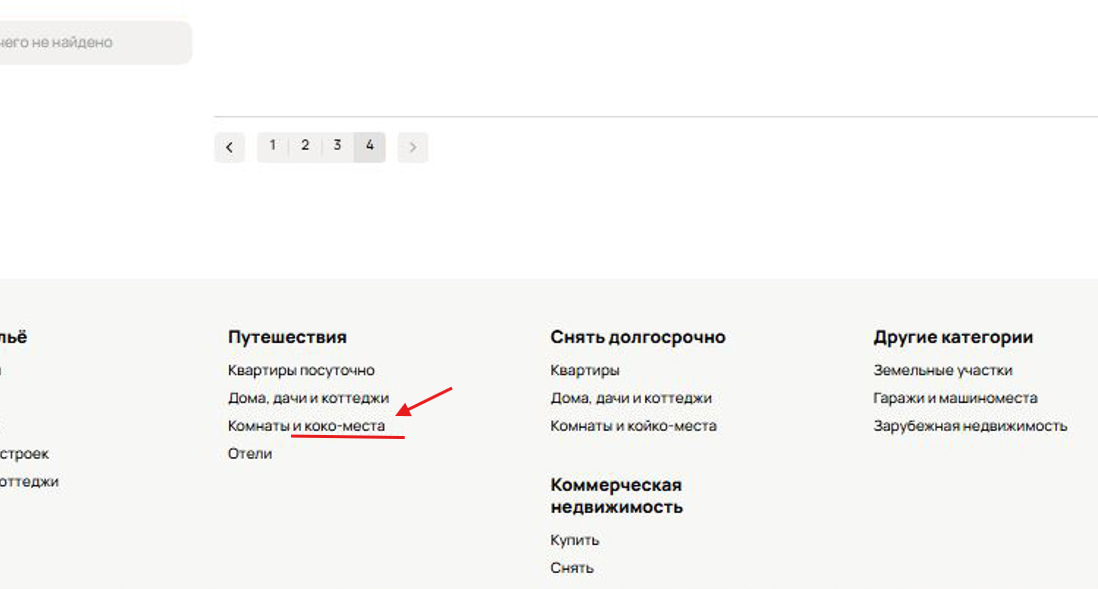 чего не найдено
1 2 3 4
льё
строек
оттеджи
Путешествия
Квартиры посуточно
Дома, дачи и коттеджи
Комнаты и коко-места
Отели
Снять долгосрочно
Квартиры
Дома, дачи и коттеджи
Комнаты и койко-места
Коммерческая
недвижимость
Купить
Снять
Другие категории
Земельные участки
Гаражи и машиноместа
Зарубежная недвижимость